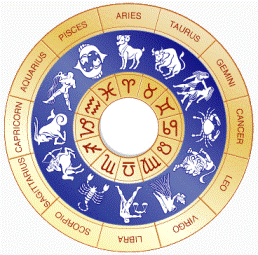 ARIES
TAURUS
GEMINI
CANCER
LEO
VIRGO
LIBRA
SCORPIO
SAGITTARIUS
CAPRICORN
AQUARIUS
PISCES
♈
♉
♊
♋
♌
♍
♎
♏
♐
♑
♒
♓